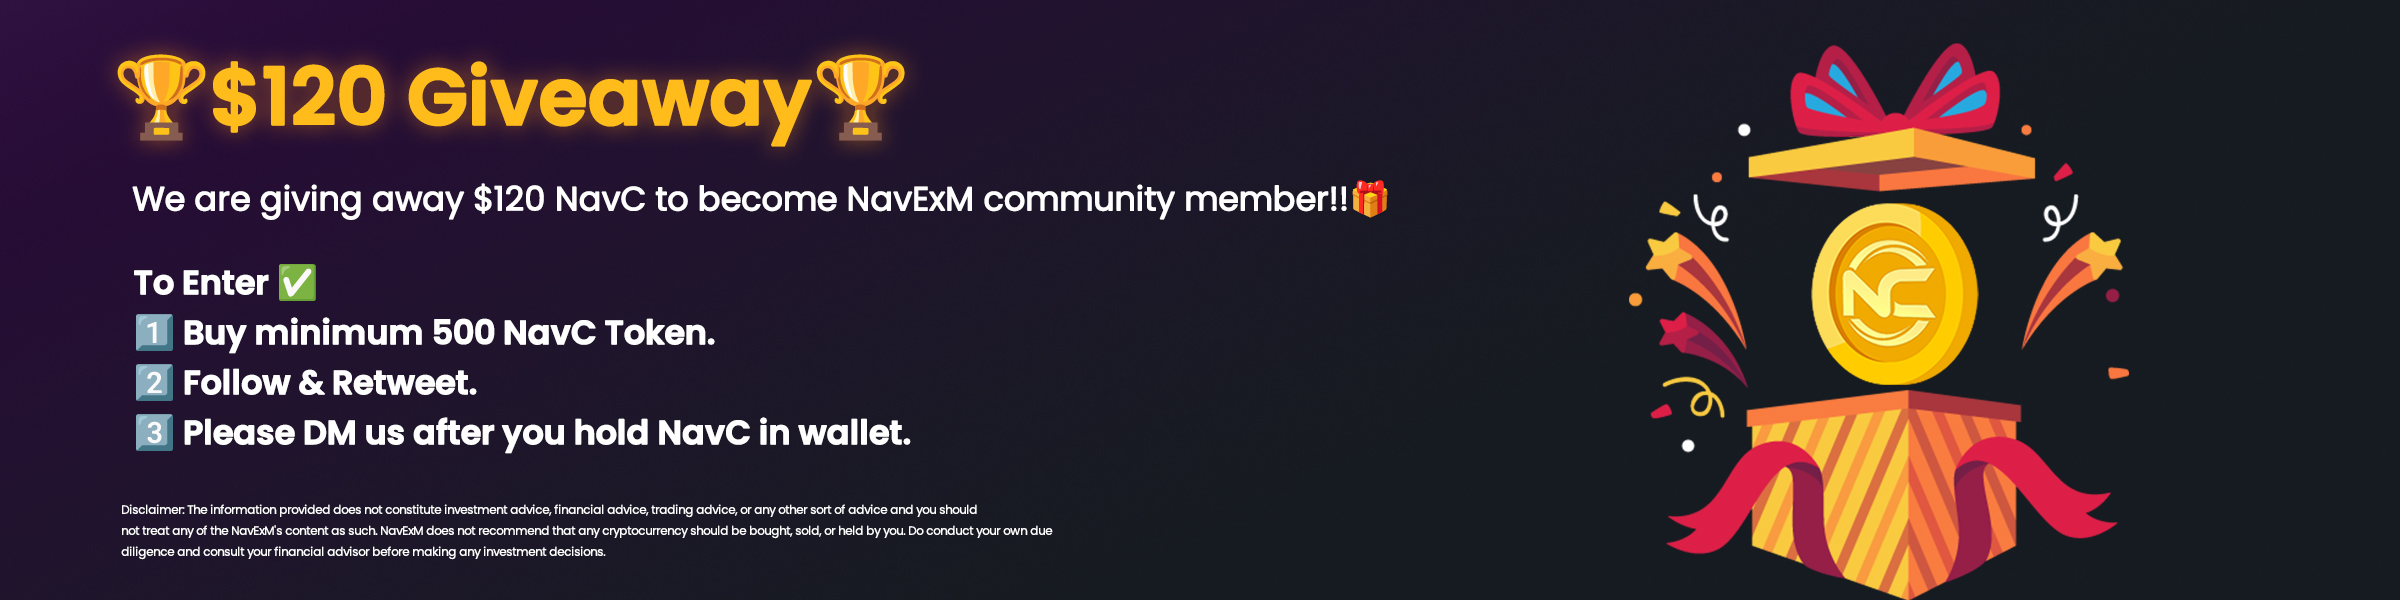 🏆$120 Giveaway🏆
We are giving away $120 NavC to become NavExM community member!!🎁
To Enter ✅
1️⃣ Buy minimum 500 NavC Token.
2️⃣ Follow & Retweet.
3️⃣ Please DM us after you hold NavC in wallet.
Disclaimer: The information provided does not constitute investment advice, financial advice, trading advice, or any other sort of advice and you should
not treat any of the NavExM's content as such. NavExM does not recommend that any cryptocurrency should be bought, sold, or held by you. Do conduct your own due
diligence and consult your financial advisor before making any investment decisions.
NC